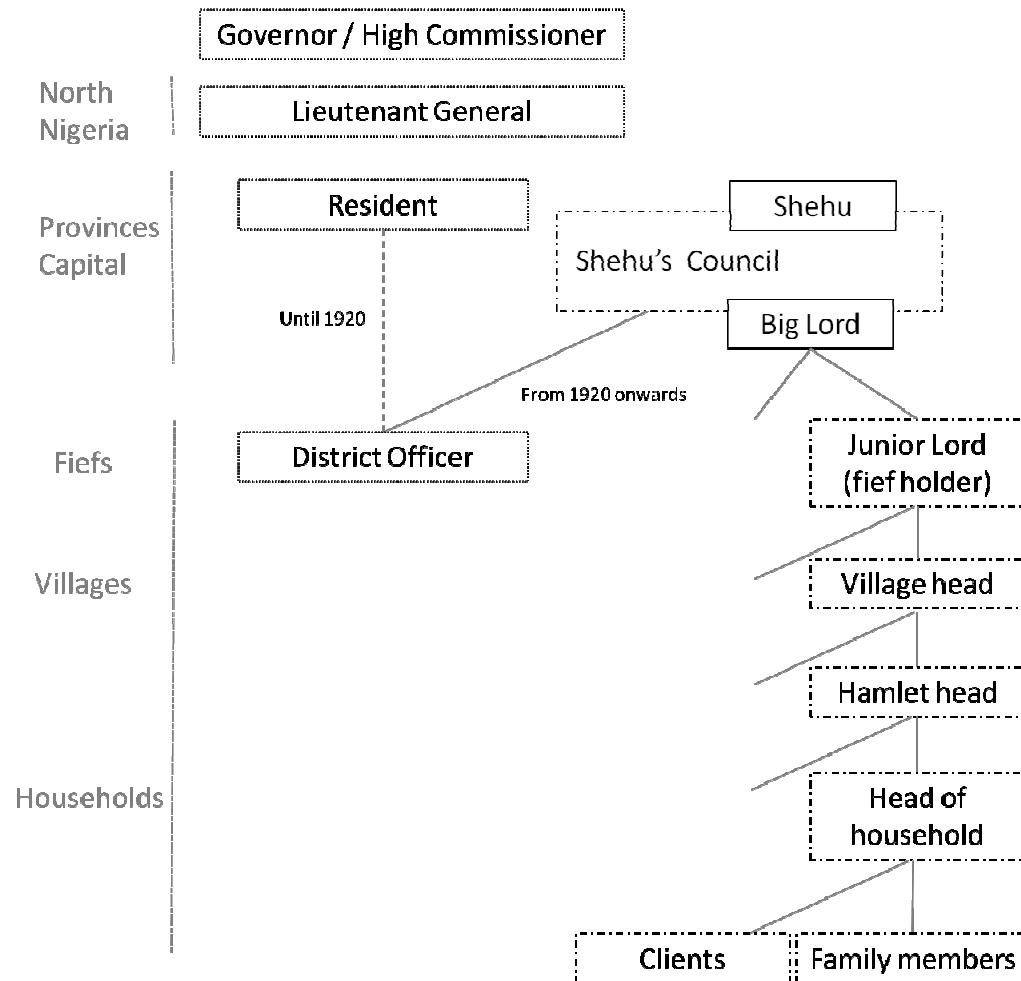 Governor / High Commissioner
North
Nigeria
Lieutenant General
Provinces
Capital
Resident
Shehu
Shehu's Council
Until 1920
Big Lord
From 1920 onwards
Fiefs
District Officer
Junior Lord
(fief holder)
Villages
Village head
Hamlet head
Households
Head of
household
Clients
Family members